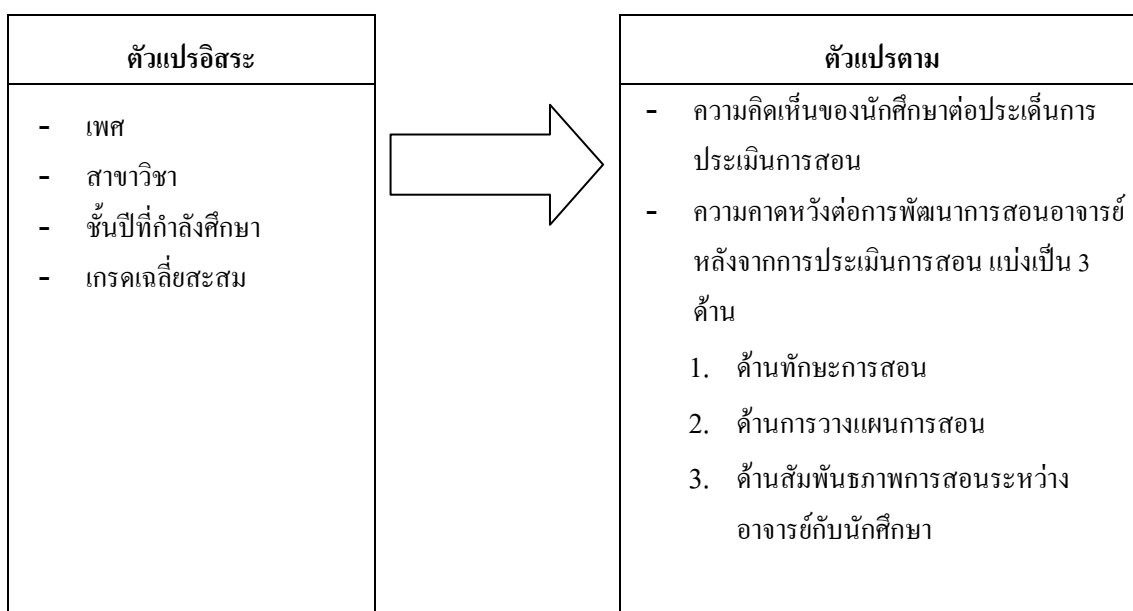 ตัวแปรอิสระ
- เพศ
- สาขาวิชา
- ชั้นปีที่กำลังศึกษา
- เกรดเฉลี่ยสะสม
ตัวแปรตาม
- ความคิดเห็นของนักศึกษาต่อประเด็นการ
ประเมินการสอน
- ความคาดหวังต่อการพัฒนาการสอนอาจารย์
หลังจากการประเมินการสอน แบ่งเป็น 3
ด้าน
1. ด้านทักษะการสอน
2. ด้านการวางแผนการสอน
3. ด้านสัมพันธภาพการสอนระหว่าง
อาจารย์กับนักศึกษา